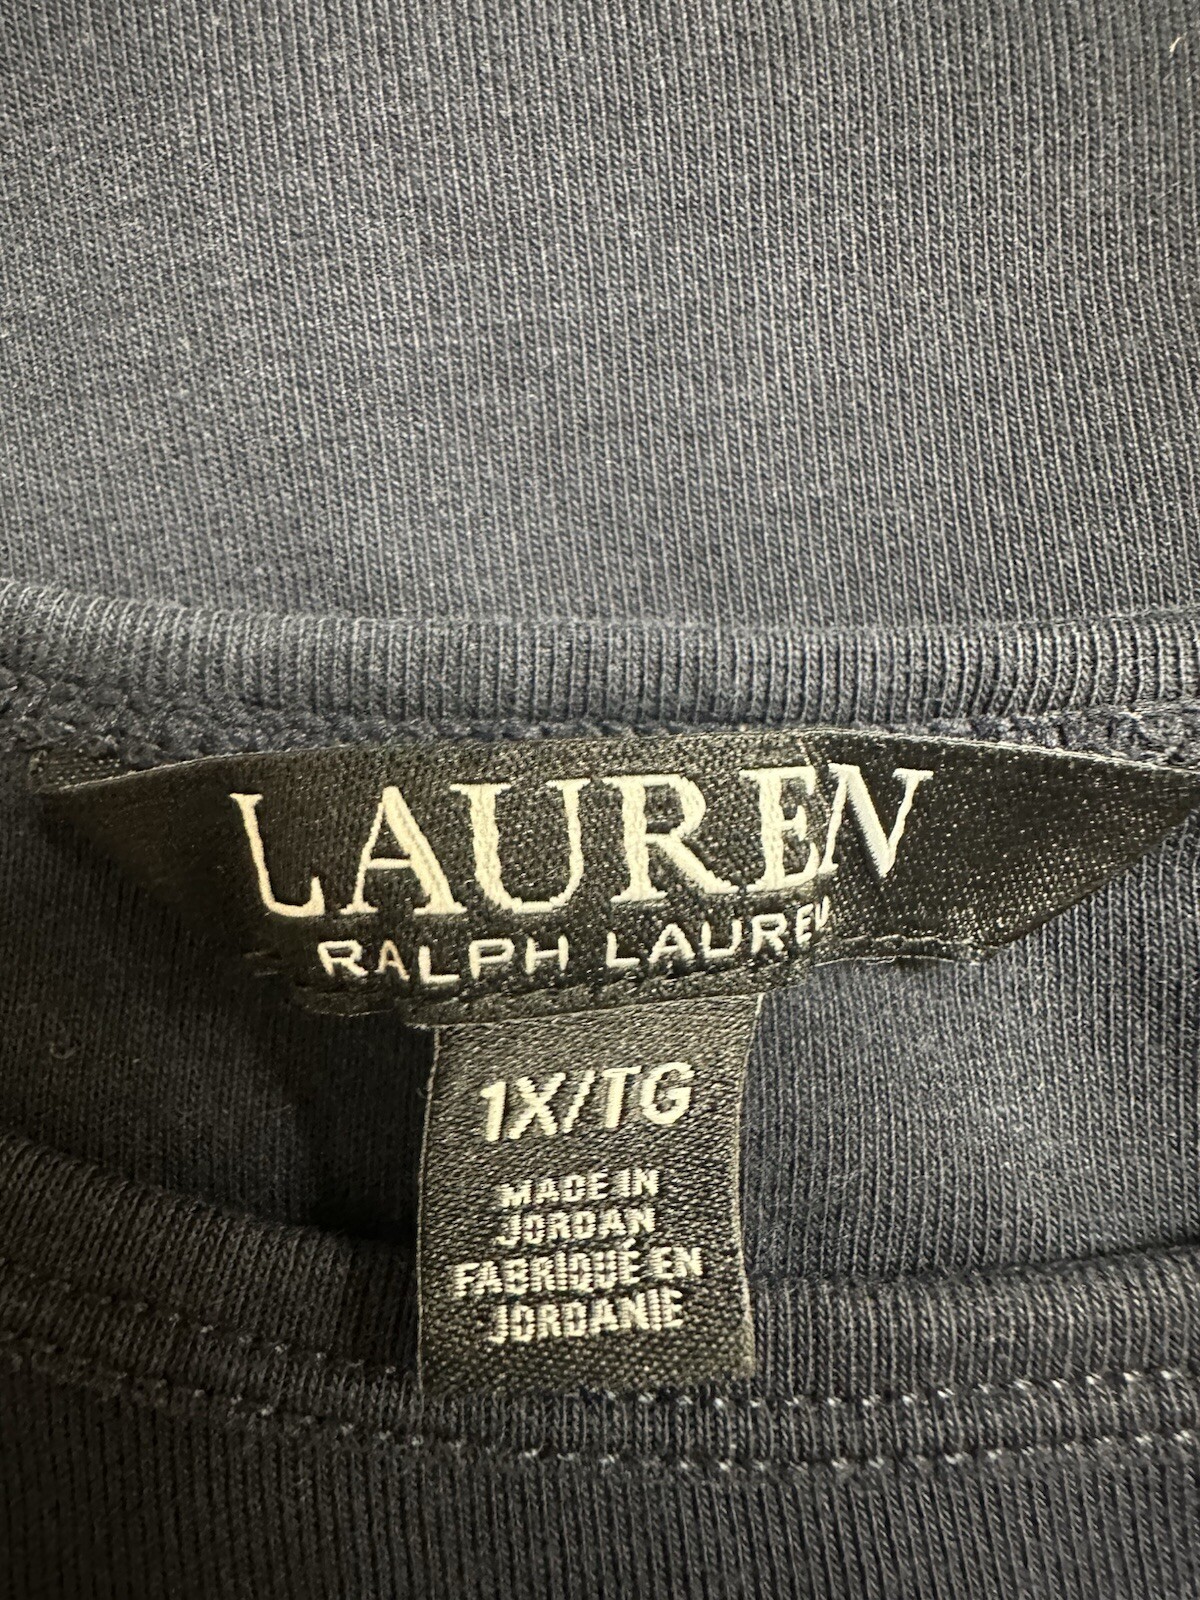 LAUREN
RALPH LAUREN
1X/TG
MADE IN
JORDAN
FABRIQUÉ EN
JORDANIE